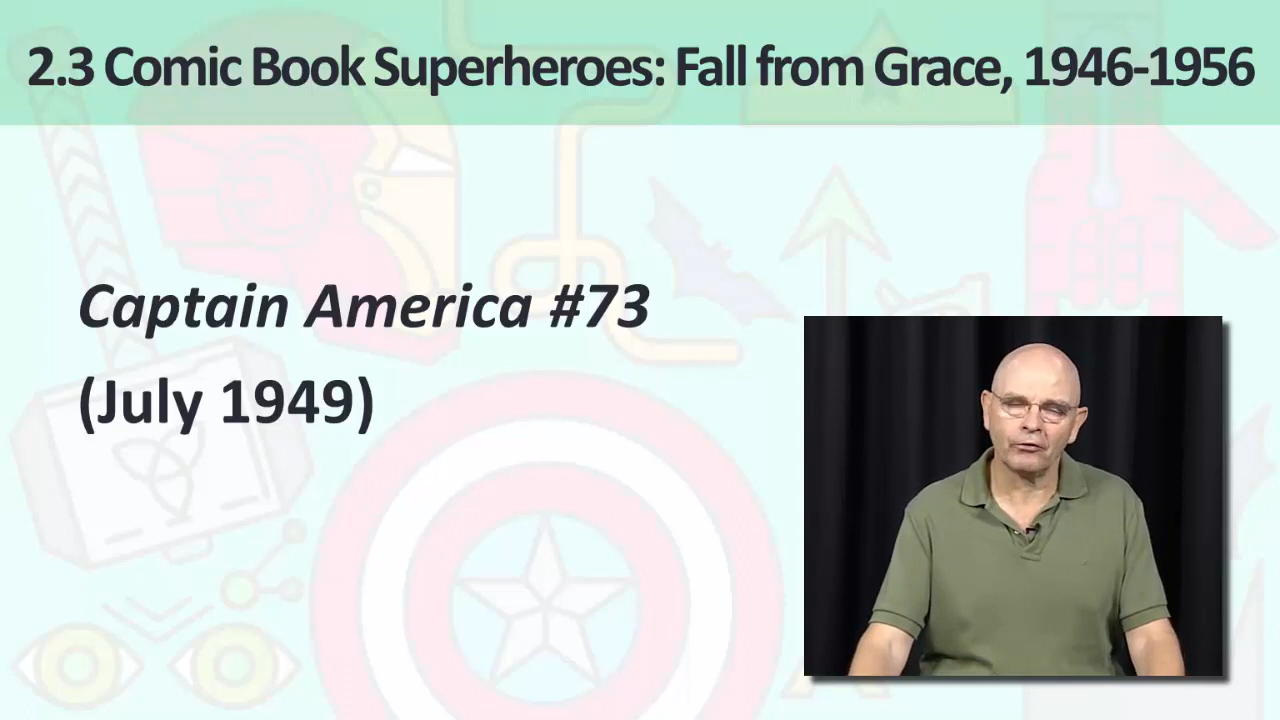 2.3 Comic Book Superheroes: Fall from Grace, 1946-1956
Captain America #73
(July 1949)